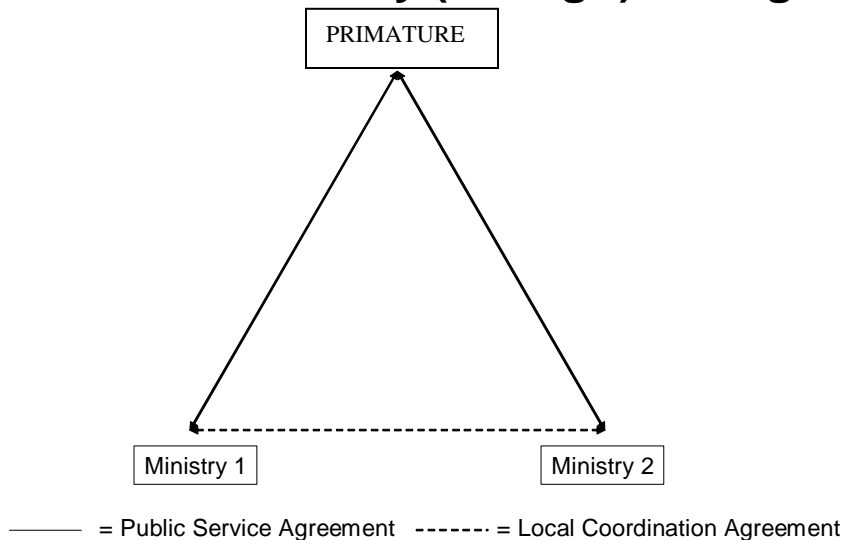 PRIMATURE
Ministry 1 Ministry 2
= Public Service Agreement = Local Coordination Agreement